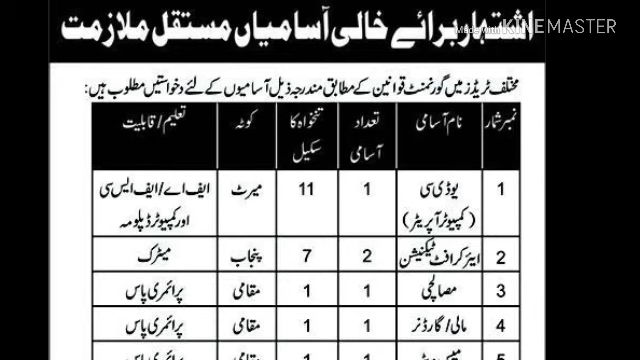 اشتہار برائے خالی آسامیاں مستقل ملازمت
Made with KINEMASTER
مختلف ٹریڈز میں گورنمنٹ قوانین کے مطابق مندرجہ ذیل آسامیوں کے لئے درخواستیں مطلوب ہیں:
نمبر شمار نام آسامی تعداد آسامی تنخواہ کا سکیل کوٹہ تعلیم/قابلیت
1 یو ڈی سی (کمپیوٹر آپریٹر) 1 11 میرٹ ایف اے/ایف ایس سی اور کمپیوٹر ڈپلومہ
2 ایئر کرافٹ ٹیکنیشن 2 7 پنجاب میٹرک
3 مصالچی 1 1 مقامی پرائمری پاس
4 مالی/گارڈنر 1 1 مقامی پرائمری پاس